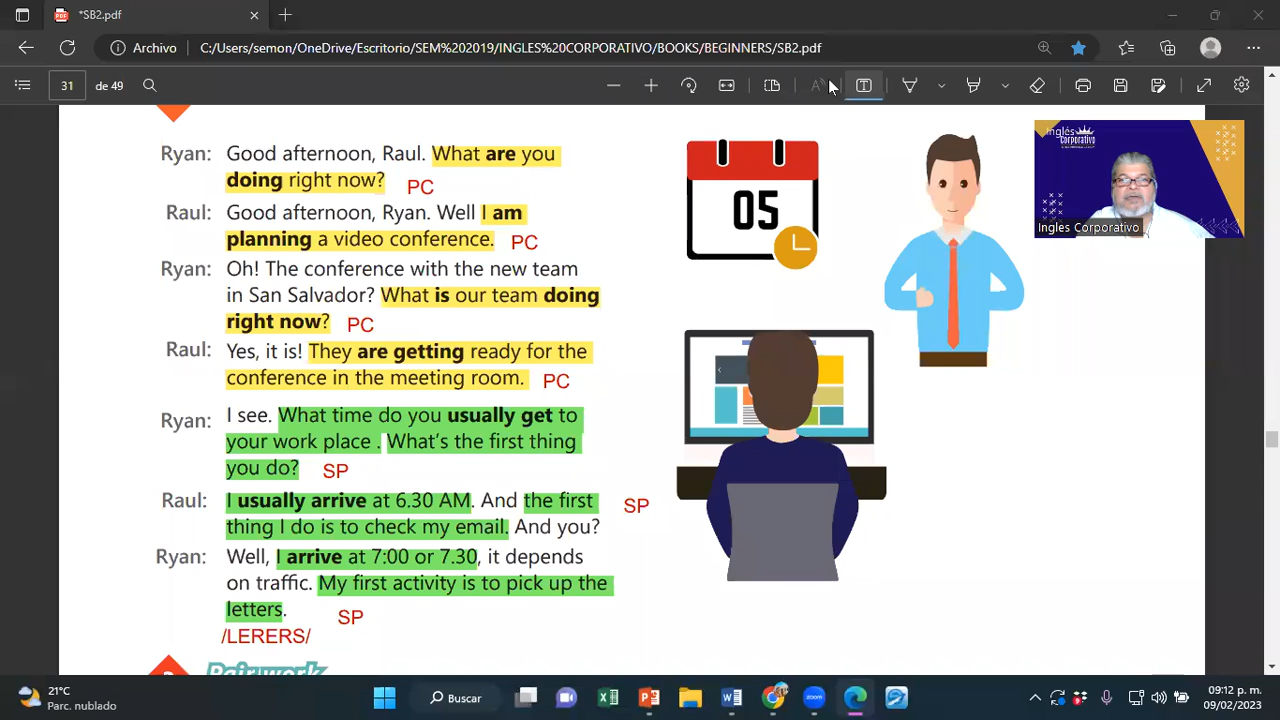 *SB2.pdf
Archivo C:/Users/semon/OneDrive/Escritorio/SEM%202019/INGLES%20CORPORATIVO/BOOKS/BEGINNERS/SB2.pdf
31 de 49
Ryan: Good afternoon, Raul. What are you
doing right now? PC
Raul: Good afternoon, Ryan. Well I am
planning a video conference. PC
Ryan: Oh! The conference with the new team
in San Salvador? What is our team doing
right now? PC
Raul: Yes, it is! They are getting ready for the
conference in the meeting room. PC
Ryan: I see. What time do you usually get to
your work place . What's the first thing
you do? SP
Raul: I usually arrive at 6.30 AM. And the first SP
thing I do is to check my email. And you?
Ryan: Well, I arrive at 7:00 or 7.30, it depends
on traffic. My first activity is to pick up the
letters. SP
/LERERS/
Pair work
05
Inglés
Corporativo
Ingles Corporativo
21°C
Parc. nublado
Buscar
zoom
09:12 p. m.
09/02/2023